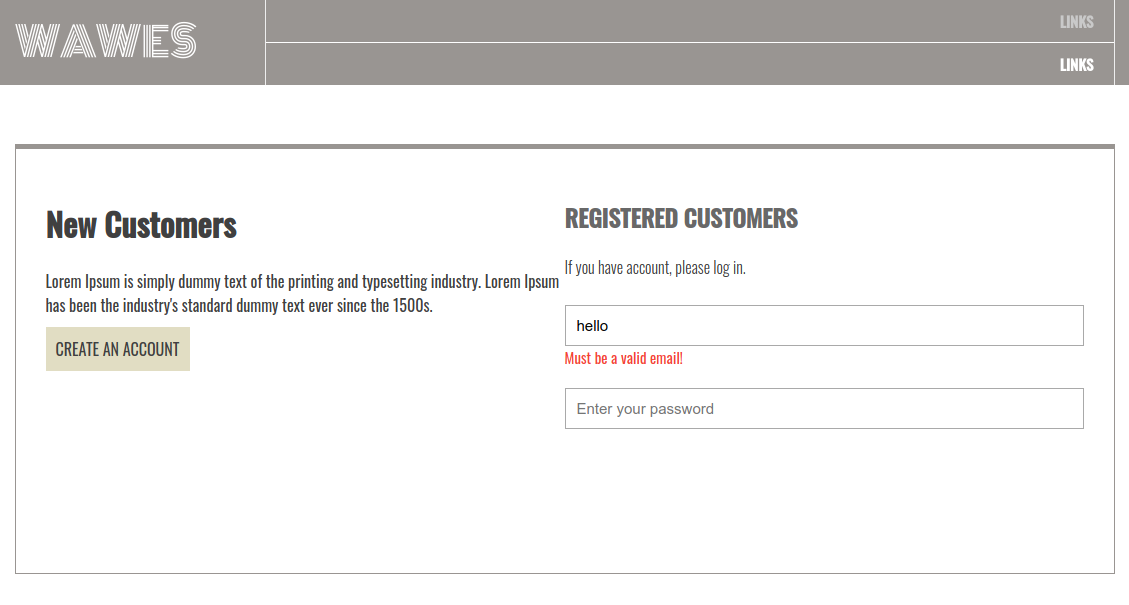 WAWES
LINKS
LINKS
New Customers
Lorem Ipsum is simply dummy text of the printing and typesetting industry. Lorem Ipsum
has been the industry's standard dummy text ever since the 1500s.
CREATE AN ACCOUNT
REGISTERED CUSTOMERS
If you have account, please log in.
hello
Must be a valid email!
Enter your password